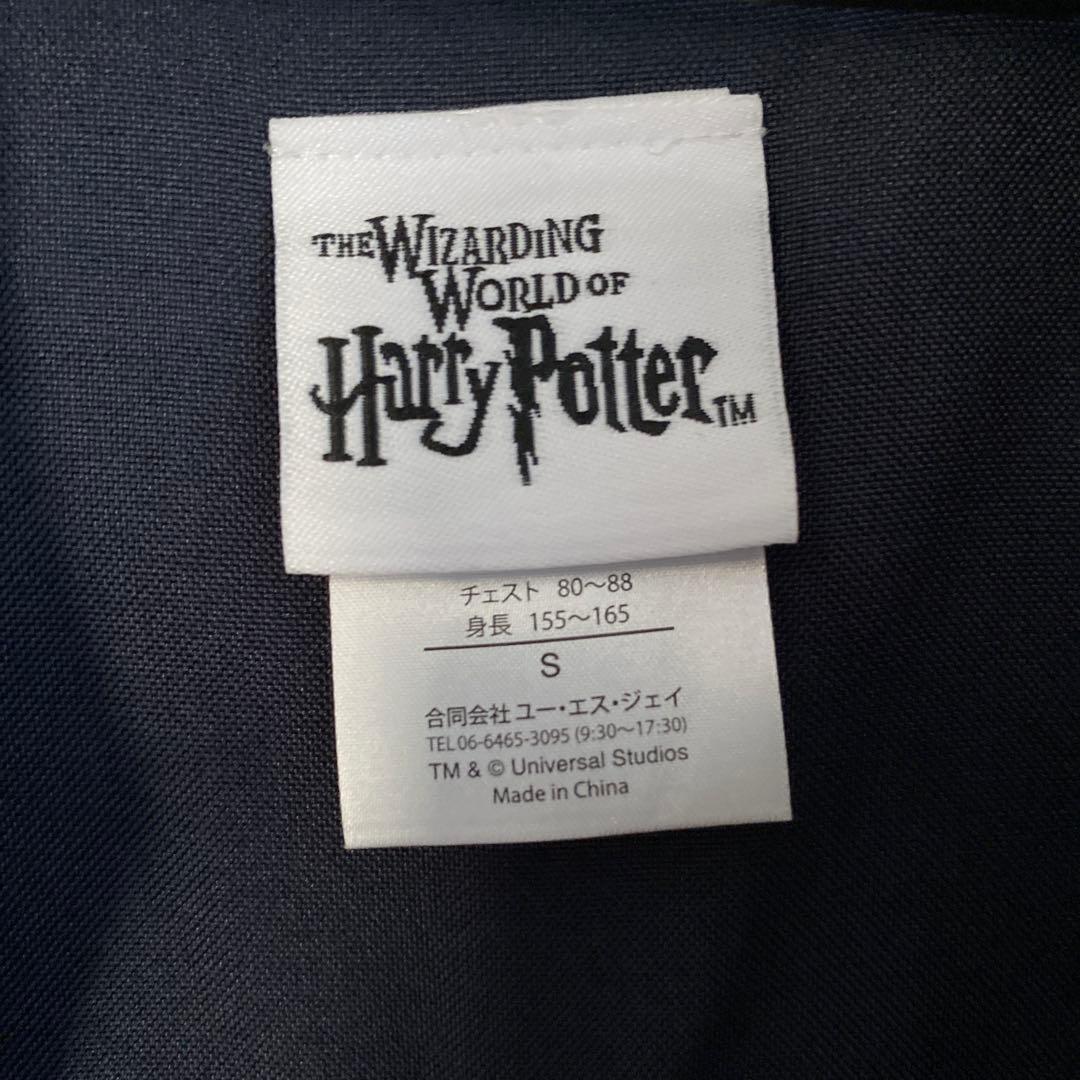 THE WIZARDING
WORLD OF
Harry Potter TM
チェスト 80〜88
身長 155〜165
S
合同会社 ユー・エス・ジェイ
TEL 06-6465-3095 (9:30〜17:30)
TM & © Universal Studios
Made in China